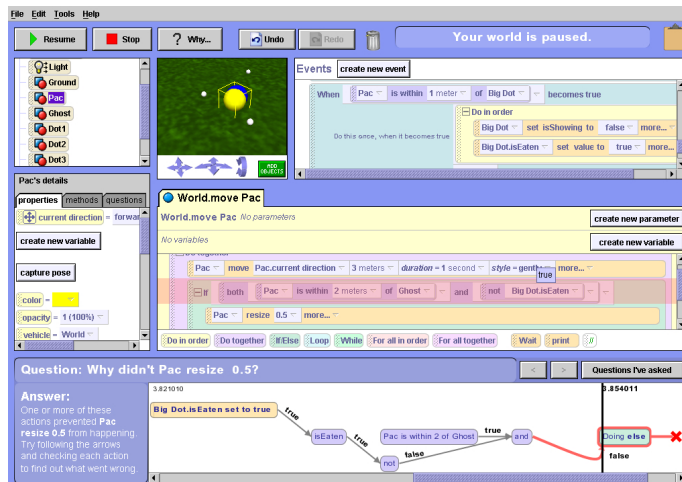 File Edit Tools Help
Resume Stop Why... Undo Redo Your world is paused.
Light
Ground
Pac
Ghost
Dot1
Dot2
Dot3
ADD OBJECTS
Events create new event
When Pac is within 1 meter of Big Dot becomes true
Do this once, when it becomes true
Do in order
Big Dot set isShowing to false more...
Big Dot.isEaten set value to true more...
Pac's details
properties methods questions
current direction = forwar
create new variable
capture pose
color =
opacity = 1 (100%)
vehicle = World
World.move Pac
World.move Pac No parameters create new parameter
No variables create new variable
Do together
Pac move Pac.current direction 3 meters duration = 1 second style = gently more...
true
If both Pac is within 2 meters of Ghost and not Big Dot.isEaten
Pac resize 0.5 more...
Do in order Do together If/Else Loop While For all in order For all together Wait print //
Question: Why didn't Pac resize 0.5? < > Questions I've asked
Answer:
One or more of these
actions prevented Pac
resize 0.5 from happening.
Try following the arrows
and checking each action
to find out what went wrong.
3.821010 3.854011
Big Dot.isEaten set to true true isEaten true not false Pac is within 2 of Ghost true and Doing else
false